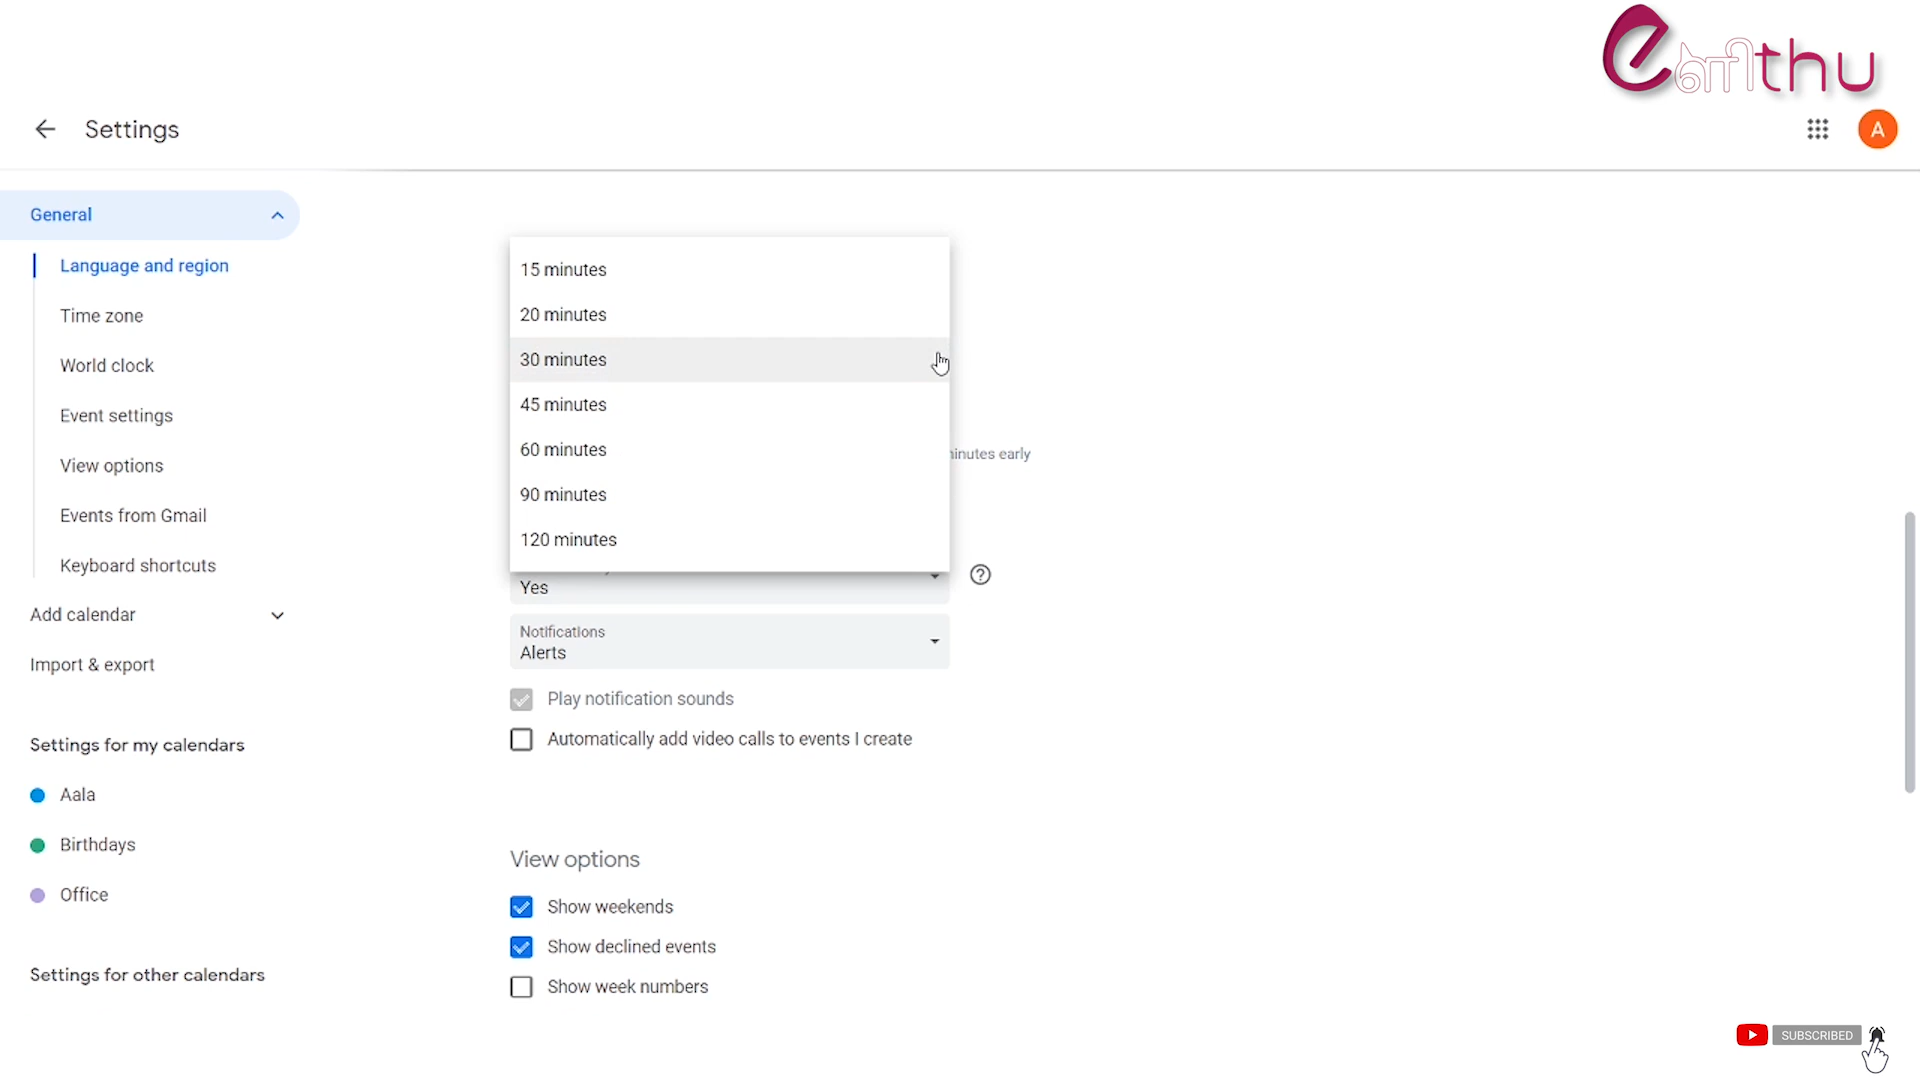 eளிthu
Settings
A
General
Language and region
Time zone
World clock
Event settings
View options
Events from Gmail
Keyboard shortcuts
Add calendar
Import & export
Settings for my calendars
Aala
Birthdays
Office
Settings for other calendars
15 minutes
20 minutes
30 minutes
45 minutes
60 minutes
90 minutes
120 minutes
minutes early
Yes
Notifications
Alerts
Play notification sounds
Automatically add video calls to events I create
View options
Show weekends
Show declined events
Show week numbers
SUBSCRIBED